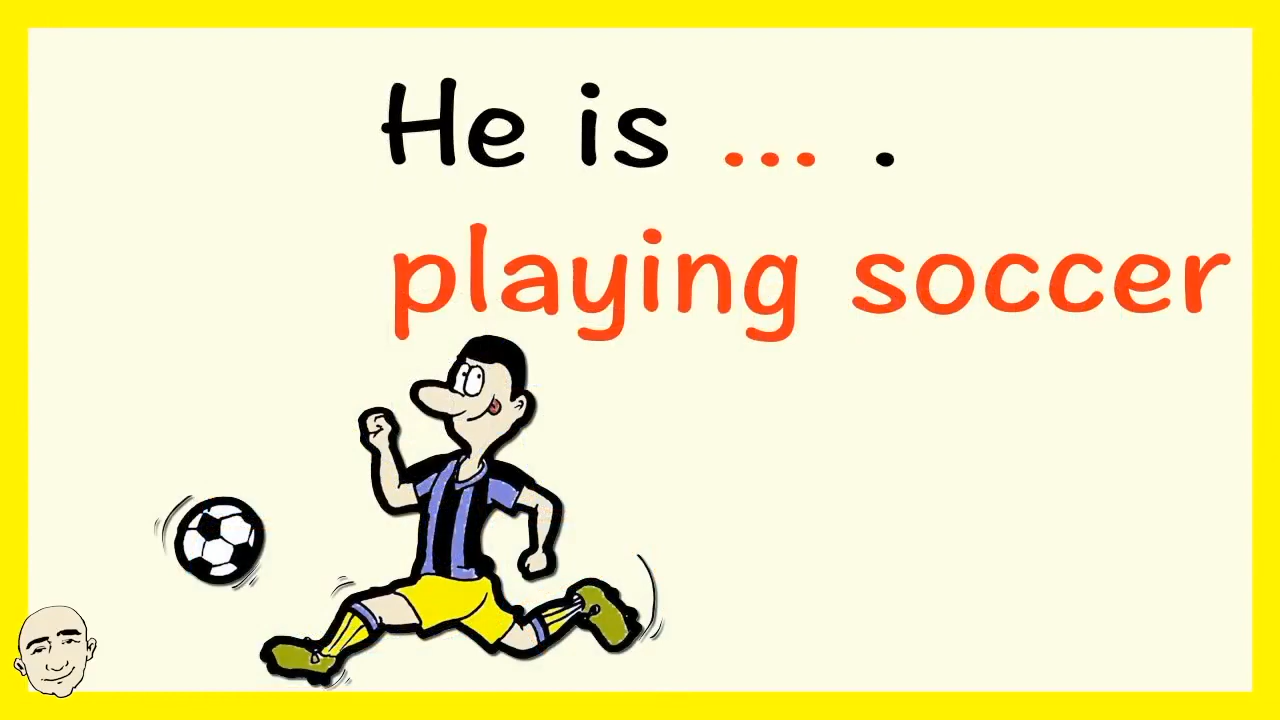 He is ... .
playing soccer